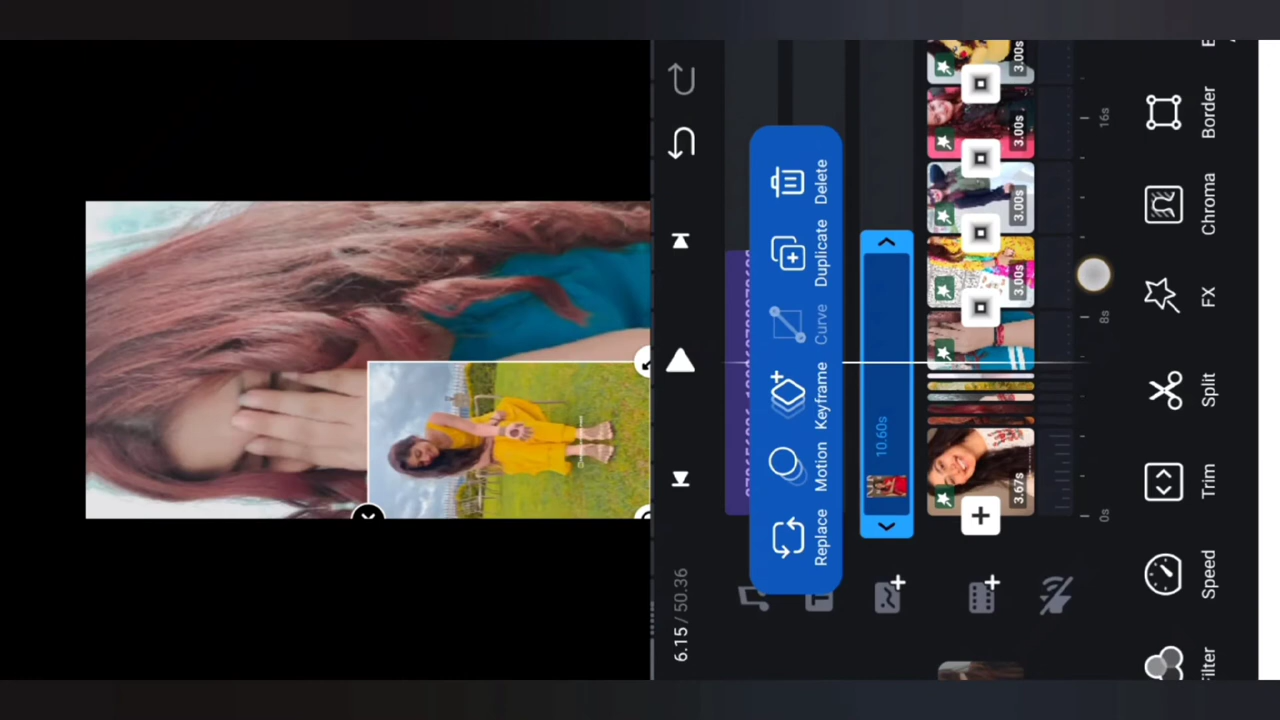 6.15 / 50.36
Replace
Motion
Keyframe
Curve
Duplicate
Delete
10.60s
3.67s
3.00s
3.00s
3.00s
3.00s
0s
8s
16s
Speed
Trim
Split
FX
Chroma
Border